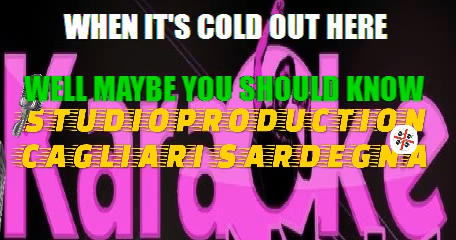 WHEN IT'S COLD OUT HERE
WELL MAYBE YOU SHOULD KNOW
STUDIOPRODUCTION
CAGLIARI SARDEGNA
Karaoke